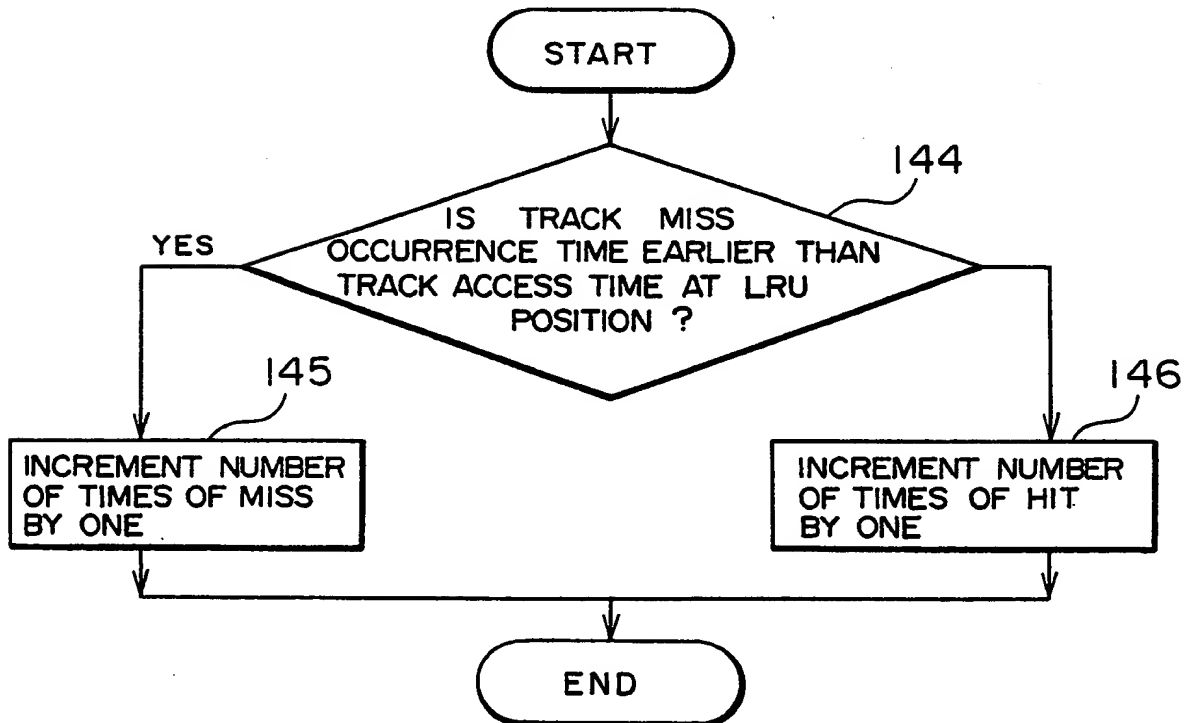 START
144
IS TRACK MISS
OCCURRENCE TIME EARLIER THAN
TRACK ACCESS TIME AT LRU
POSITION ?
YES
145
146
INCREMENT NUMBER
OF TIMES OF MISS
BY ONE
INCREMENT NUMBER
OF TIMES OF HIT
BY ONE
END